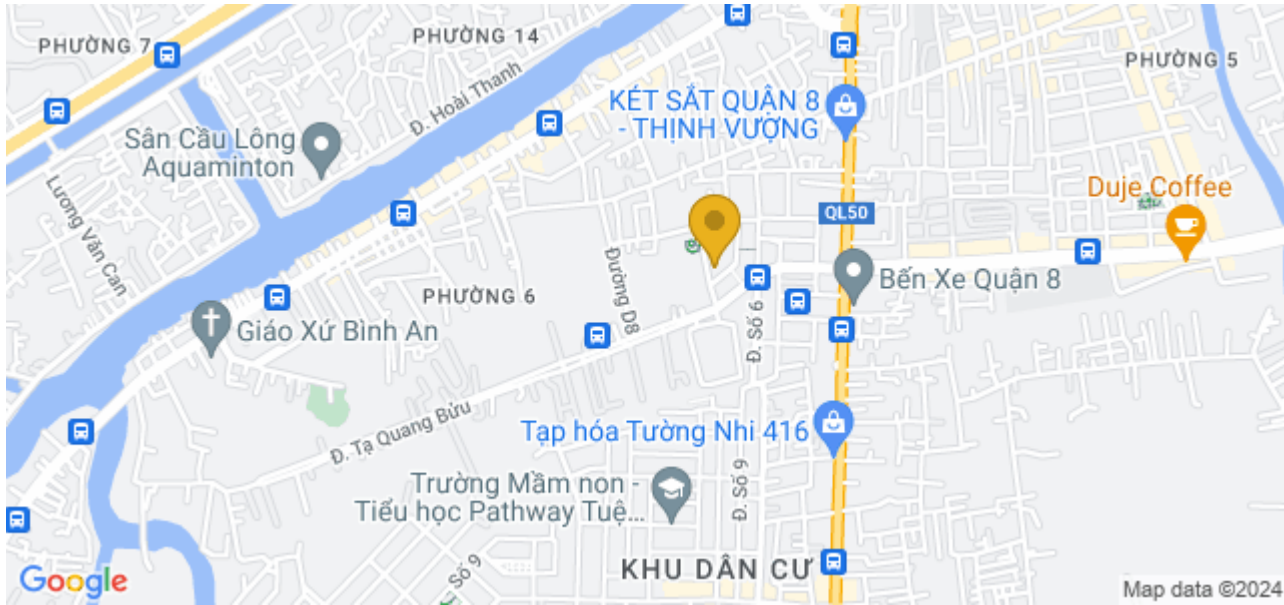 PHƯỜNG 7
PHƯỜNG 14
PHƯỜNG 5
Đ. Hoài Thanh
KÉT SẮT QUẬN 8
- THỊNH VƯỢNG
Sân Cầu Lông
Aquaminton
Lương Văn Can
Duje Coffee
QL50
Đường D8
Bến Xe Quận 8
PHƯỜNG 6
Giáo Xứ Bình An
Đ. Số 6
Đ. Tạ Quang Bửu
Tạp hóa Tường Nhi 416
Trường Mầm non -
Tiểu học Pathway Tuệ...
Đ. Số 9
Số 9
KHU DÂN CƯ
Google
Map data ©2024